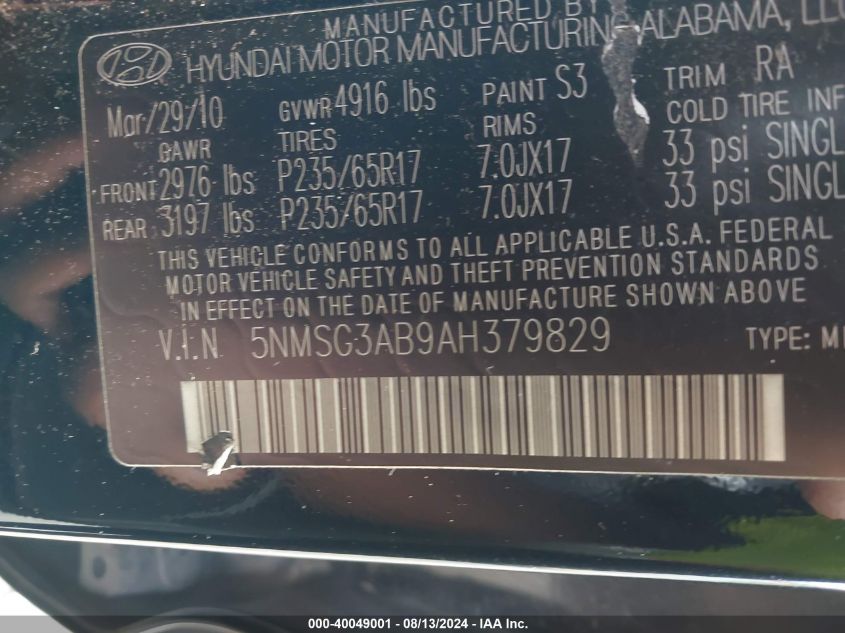 MANUFACTURED BY
HYUNDAI MOTOR MANUFACTURING ALABAMA, LLC
Mar/29/10 GVWR 4916 lbs PAINT S3 TRIM RA
GAWR TIRES RIMS COLD TIRE INF
FRONT 2976 lbs P235/65R17 7.0JX17 33 psi SINGL
REAR 3197 lbs P235/65R17 7.0JX17 33 psi SINGL
THIS VEHICLE CONFORMS TO ALL APPLICABLE U.S.A. FEDERAL
MOTOR VEHICLE SAFETY AND THEFT PREVENTION STANDARDS
IN EFFECT ON THE DATE OF MANUFACTURE SHOWN ABOVE
V.I.N 5NMSG3AB9AH379829 TYPE: M
000-40049001 - 08/13/2024 - IAA Inc.